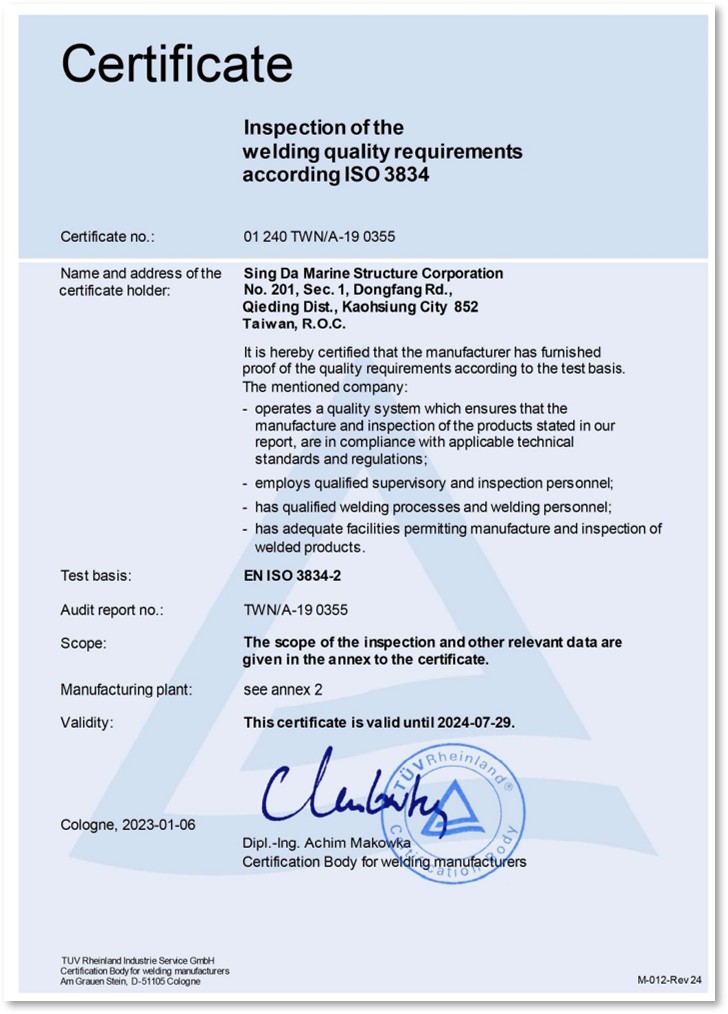 Certificate
Inspection of the
welding quality requirements
according ISO 3834
Certificate no.: 01 240 TWN/A-19 0355
Name and address of the
certificate holder:
Sing Da Marine Structure Corporation
No. 201, Sec. 1, Dongfang Rd.,
Qieding Dist., Kaohsiung City 852
Taiwan, R.O.C.
It is hereby certified that the manufacturer has furnished
proof of the quality requirements according to the test basis.
The mentioned company:
- operates a quality system which ensures that the
manufacture and inspection of the products stated in our
report, are in compliance with applicable technical
standards and regulations;
- employs qualified supervisory and inspection personnel;
- has qualified welding processes and welding personnel;
- has adequate facilities permitting manufacture and inspection of
welded products.
Test basis: EN ISO 3834-2
Audit report no.: TWN/A-19 0355
Scope: The scope of the inspection and other relevant data are
given in the annex to the certificate.
Manufacturing plant: see annex 2
Validity: This certificate is valid until 2024-07-29.
TÜVRheinland®
Certification Body
Cologne, 2023-01-06
Dipl.-Ing. Achim Makowka
Certification Body for welding manufacturers
TUV Rheinland Industrie Service GmbH
Certification Body for welding manufacturers
Am Grauen Stein, D-51105 Cologne
M-012-Rev 24